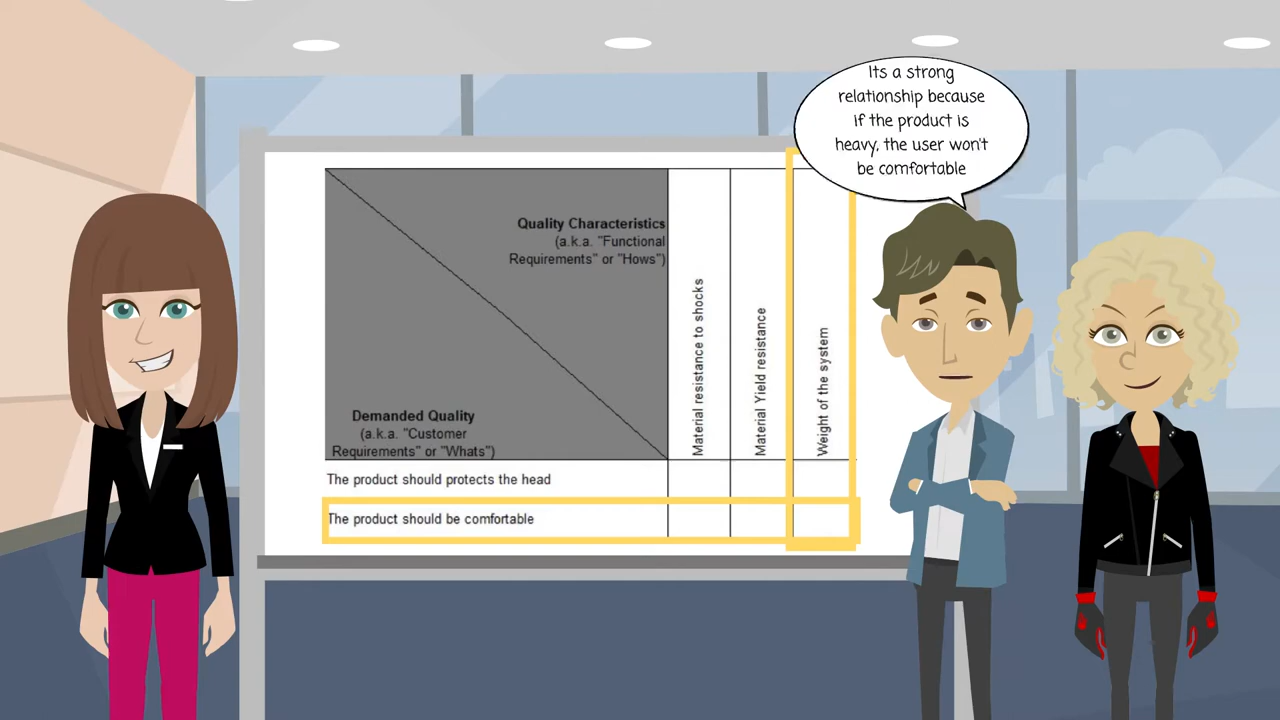 Its a strong
relationship because
if the product is
heavy, the user won't
be comfortable
Quality Characteristics
(a.k.a. "Functional
Requirements" or "Hows")
Demanded Quality
(a.k.a. "Customer
Requirements" or "Whats")
Material resistance to shocks
Material Yield resistance
Weight of the system
The product should protects the head
The product should be comfortable